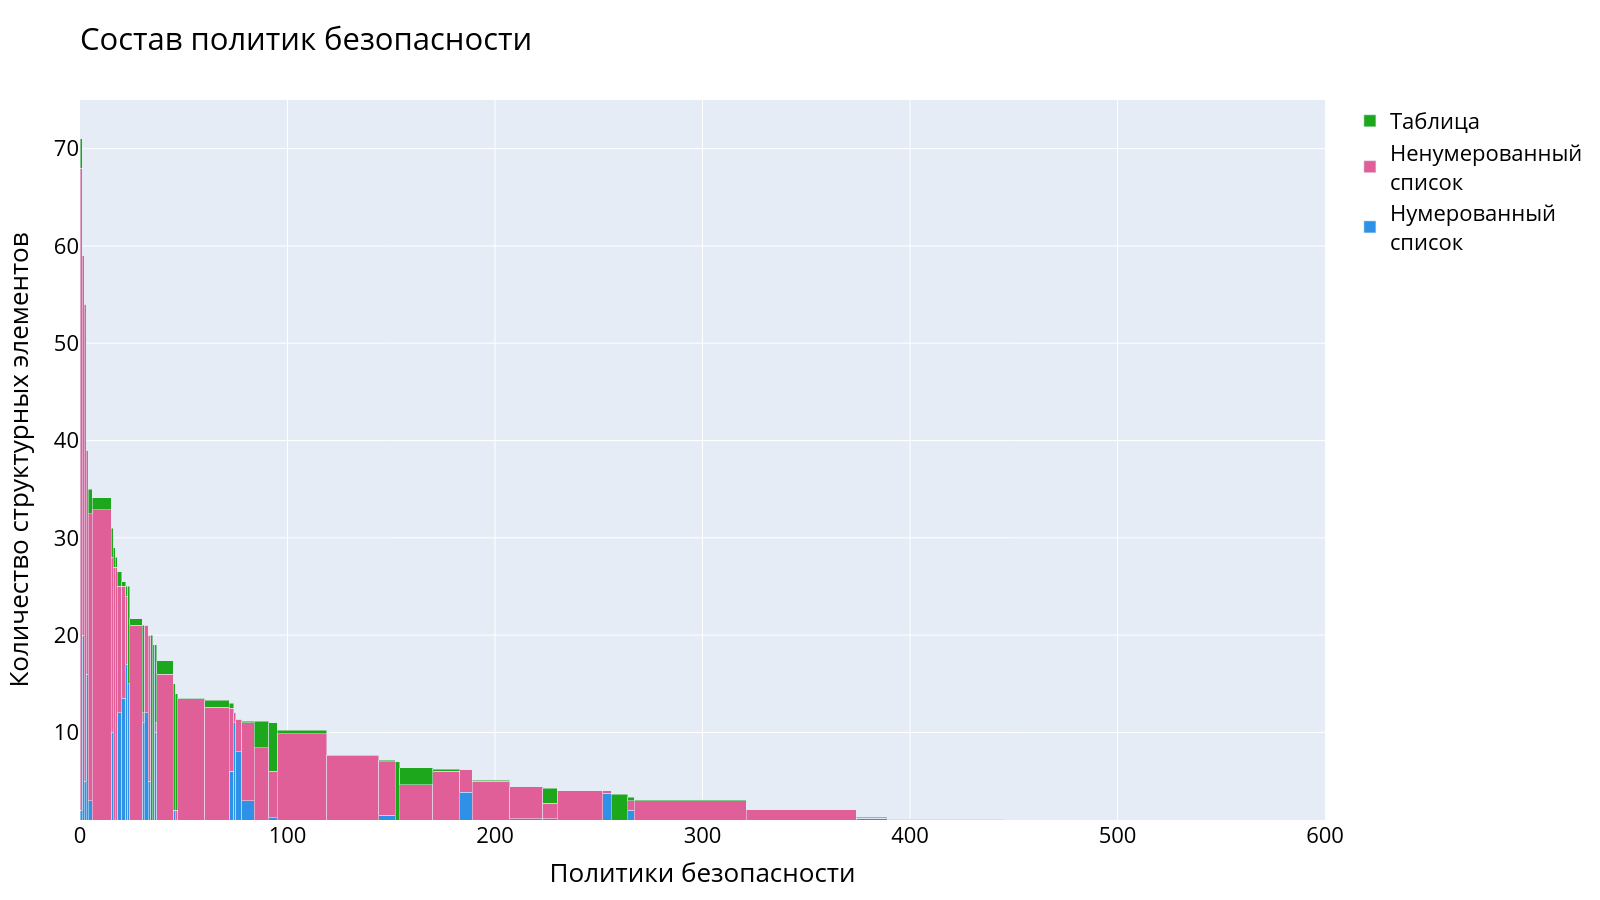 Состав политик безопасности
Таблица
Ненумерованный
список
Нумерованный
список
Количество структурных элементов
70
60
50
40
30
20
10
0 100 200 300 400 500 600
Политики безопасности